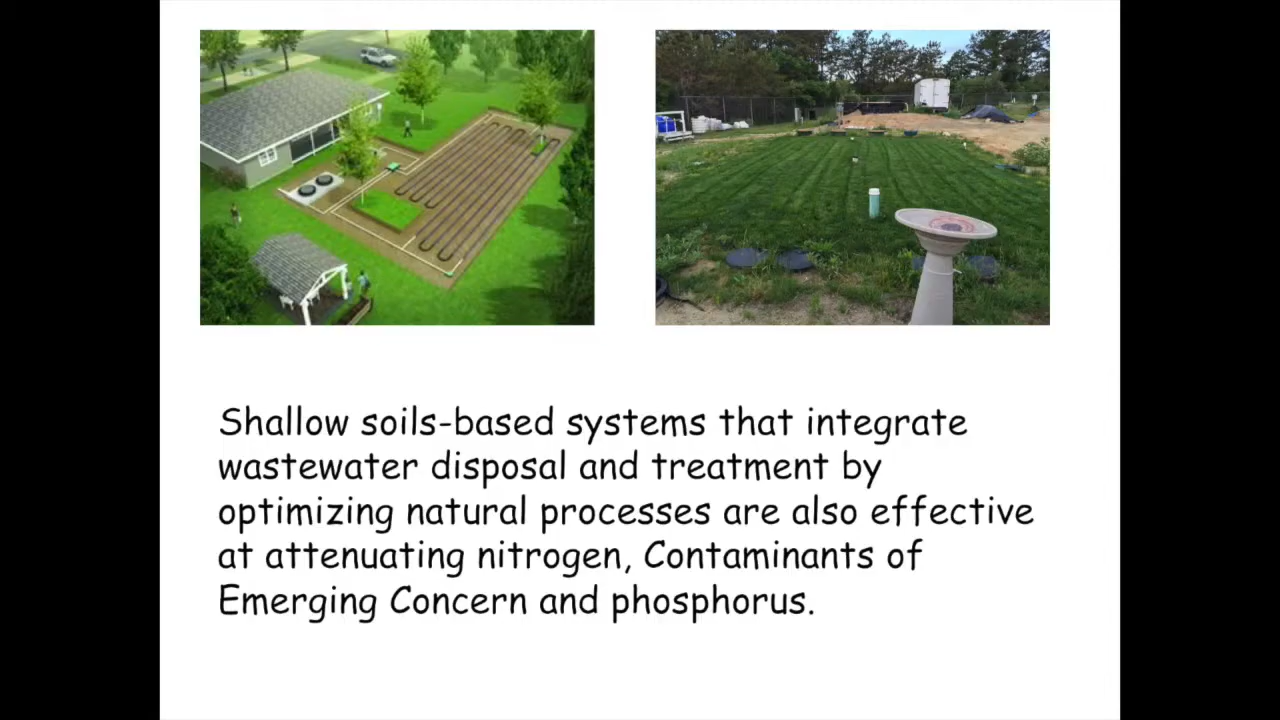 Shallow soils-based systems that integrate
wastewater disposal and treatment by
optimizing natural processes are also effective
at attenuating nitrogen, Contaminants of
Emerging Concern and phosphorus.